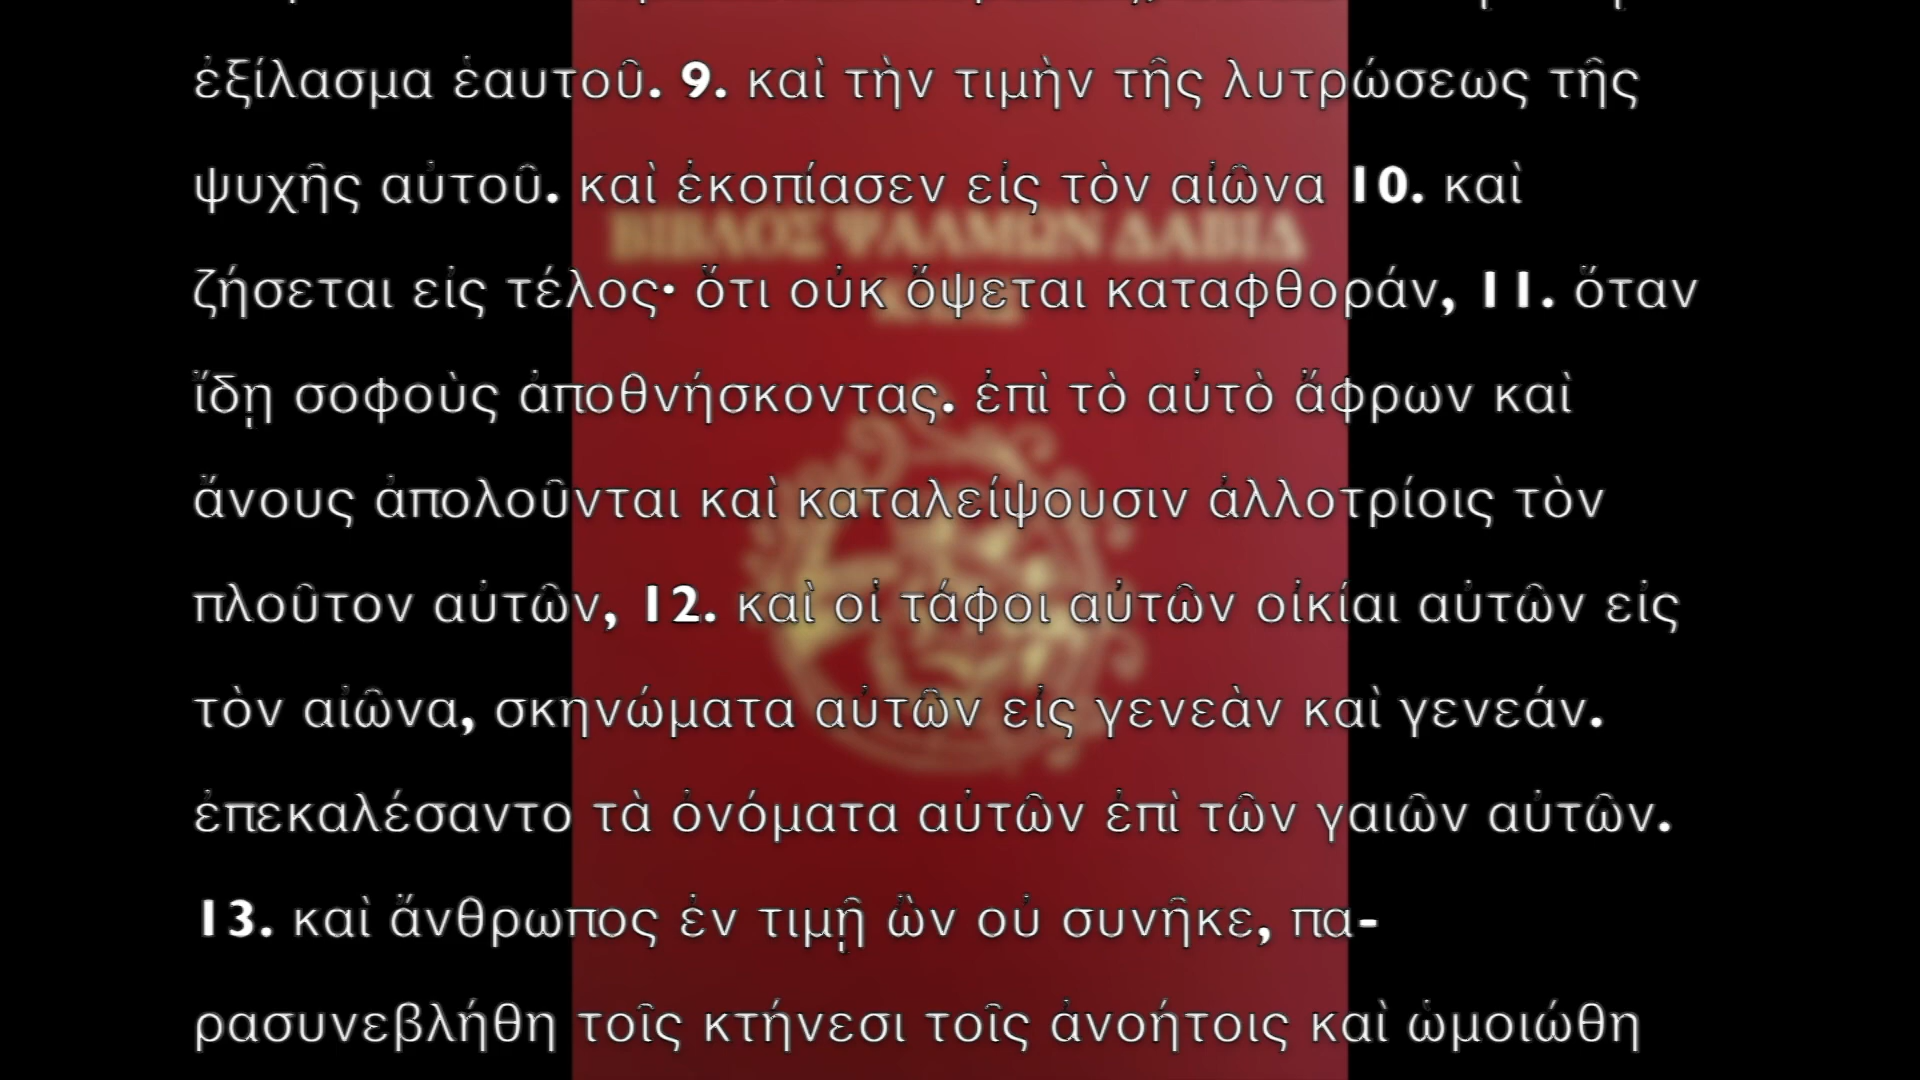 ἐξίλασμα ἑαυτοῦ. 9. καὶ τὴν τιμὴν τῆς λυτρώσεως τῆς
ψυχῆς αὐτοῦ. καὶ ἐκοπίασεν εἰς τὸν αἰῶνα 10. καὶ
ΒΙΒΛΟΣ ΨΑΛΜΩΝ ΔΑΒΙΔ
ζήσεται εἰς τέλος· ὅτι οὐκ ὄψεται καταφθοράν, 11. ὅταν
ἴδῃ σοφοὺς ἀποθνήσκοντας. ἐπὶ τὸ αὐτὸ ἄφρων καὶ
ἄνους ἀπολοῦνται καὶ καταλείψουσιν ἀλλοτρίοις τὸν
πλοῦτον αὐτῶν, 12. καὶ οἱ τάφοι αὐτῶν οἰκίαι αὐτῶν εἰς
τὸν αἰῶνα, σκηνώματα αὐτῶν εἰς γενεὰν καὶ γενεάν.
ἐπεκαλέσαντο τὰ ὀνόματα αὐτῶν ἐπὶ τῶν γαιῶν αὐτῶν.
13. καὶ ἄνθρωπος ἐν τιμῇ ὢν οὐ συνῆκε, πα-
ρασυνεβλήθη τοῖς κτήνεσι τοῖς ἀνοήτοις καὶ ὡμοιώθη